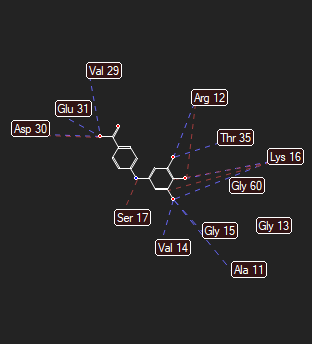 Val 29
Arg 12
Glu 31
Asp 30
Thr 35
Lys 16
Gly 60
Ser 17
Gly 13
Gly 15
Val 14
Ala 11